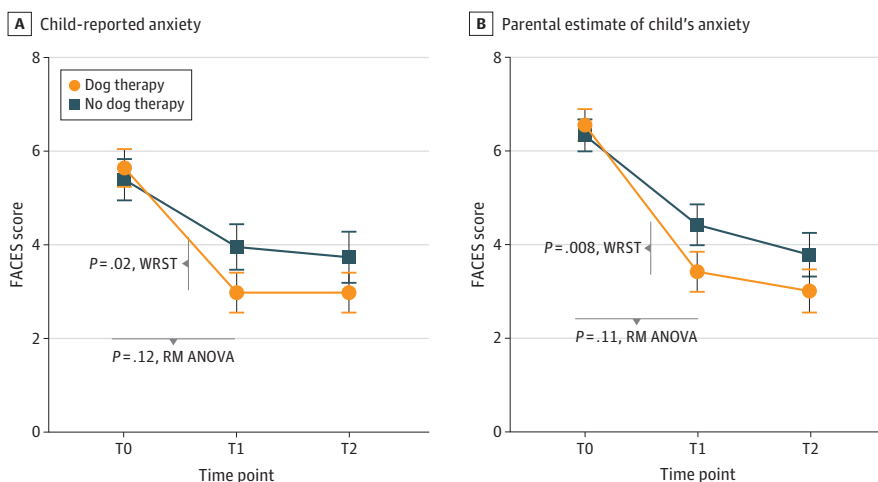 A Child-reported anxiety
8
6
4
2
0
FACES score
Dog therapy
No dog therapy
P=.02, WRST
P=.12, RM ANOVA
T0 T1 T2
Time point
B Parental estimate of child's anxiety
8
6
4
2
0
FACES score
P=.008, WRST
P=.11, RM ANOVA
T0 T1 T2
Time point